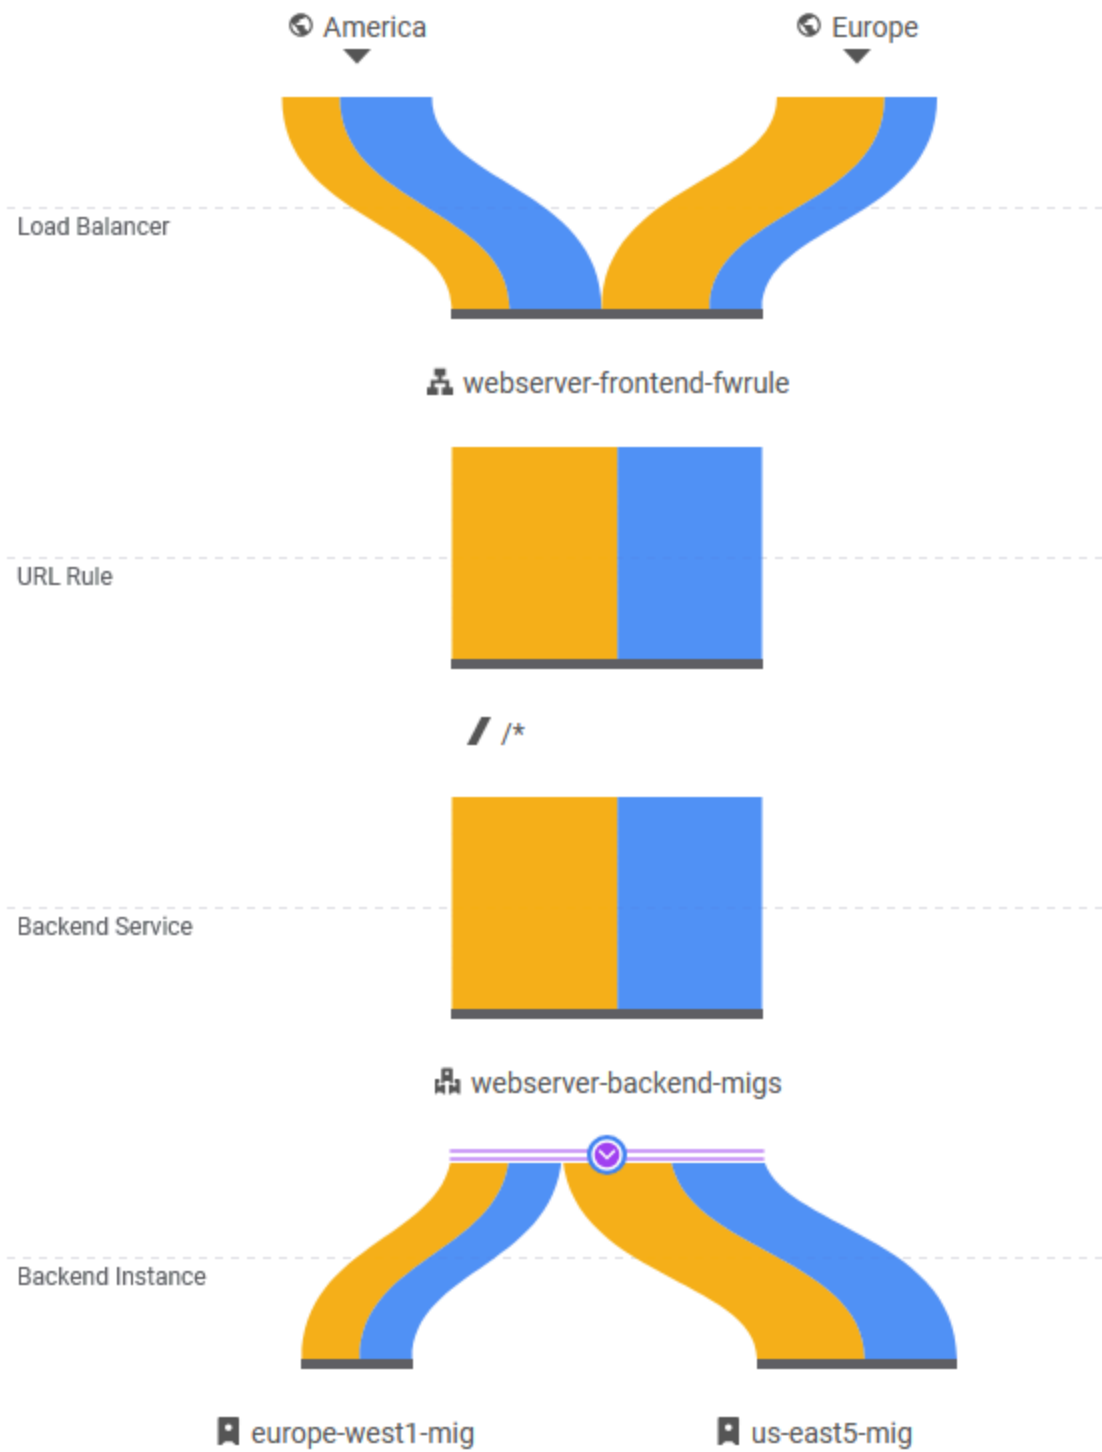 America
Europe
Load Balancer
webserver-frontend-fwrule
URL Rule
/*
Backend Service
webserver-backend-migs
Backend Instance
europe-west1-mig
us-east5-mig